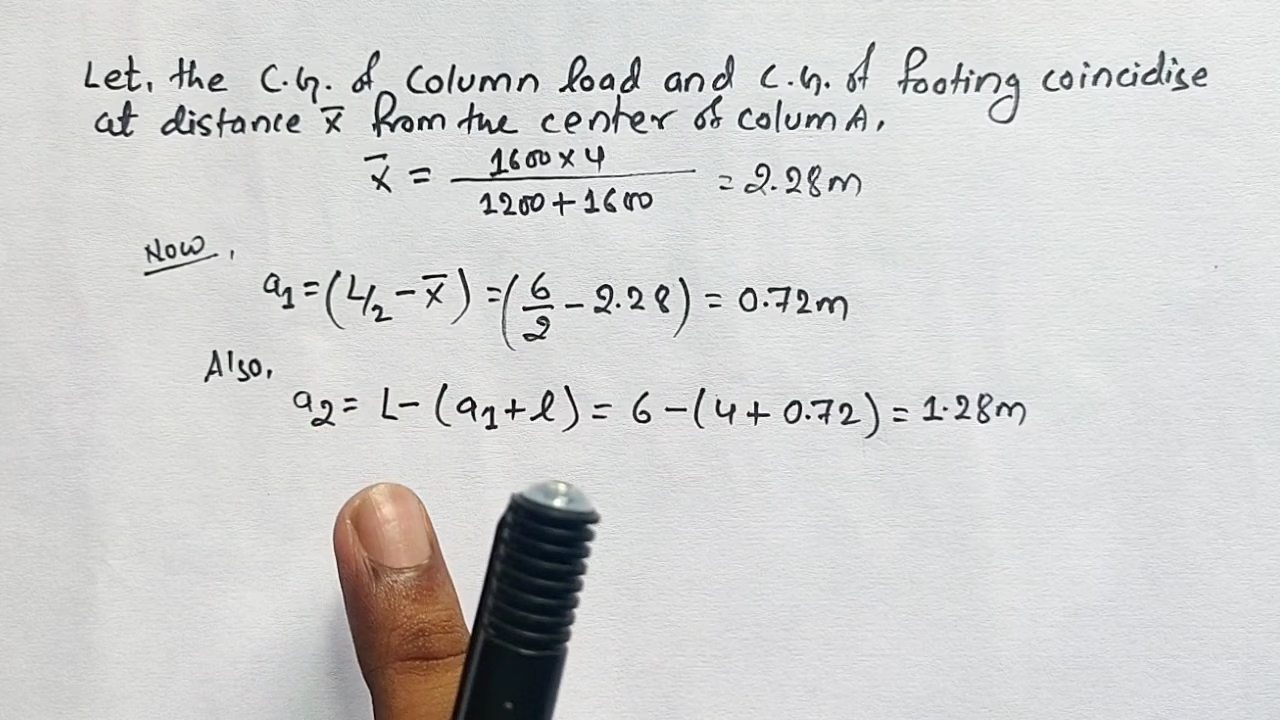 Let, the C.G. of Column load and C.G. of footing coincidise
at distance x̄ from the center of colum A,
x̄ = (1600 × 4)/(1200 + 1600) = 2.28m
Now,
a₁ = (L/2 - x̄) = (6/2 - 2.28) = 0.72m
Also,
a₂ = L - (a₁ + l) = 6 - (4 + 0.72) = 1.28m